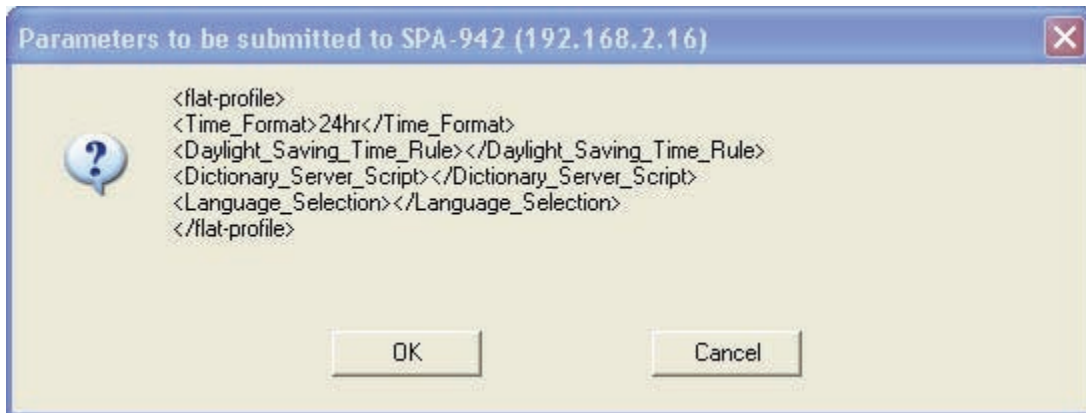 Parameters to be submitted to SPA-942 (192.168.2.16)
<flat-profile>
<Time_Format>24hr</Time_Format>
<Daylight_Saving_Time_Rule></Daylight_Saving_Time_Rule>
<Dictionary_Server_Script></Dictionary_Server_Script>
<Language_Selection></Language_Selection>
</flat-profile>
OK
Cancel